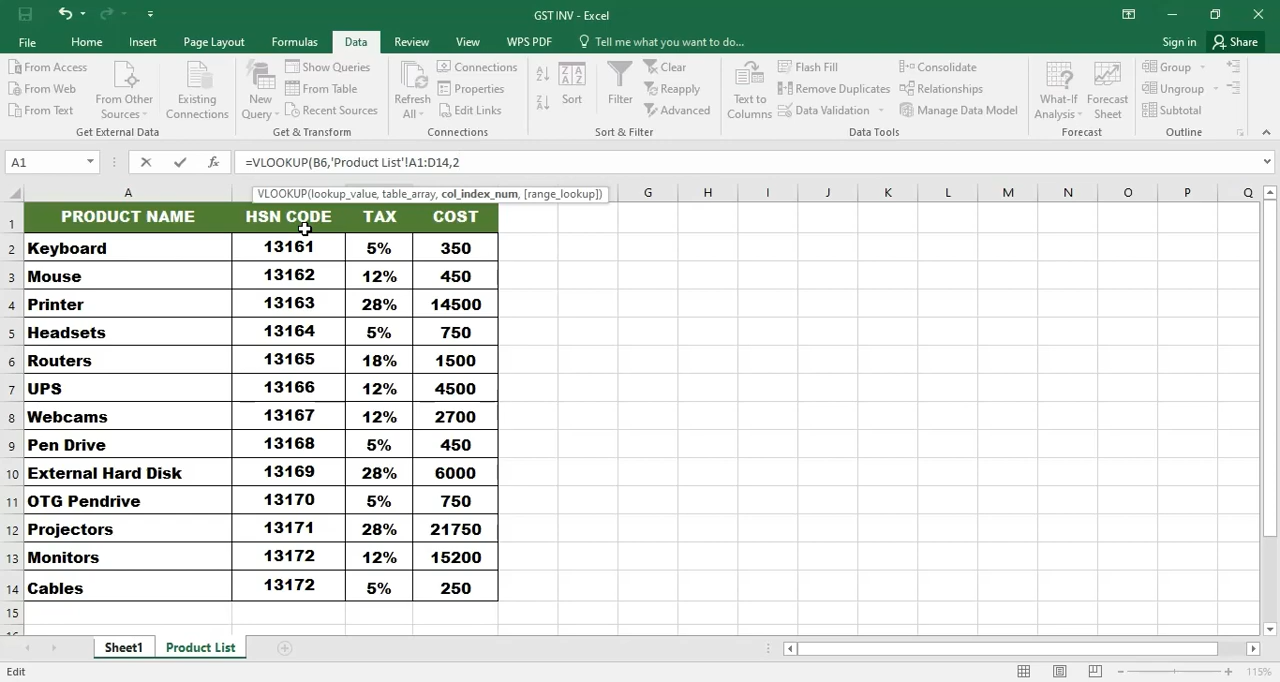 GST INV - Excel
File Home Insert Page Layout Formulas Data Review View WPS PDF Tell me what you want to do... Sign in Share
From Access
From Web
From Text
From Other Sources
Existing Connections
Get External Data
New Query
Show Queries
From Table
Recent Sources
Get & Transform
Refresh All
Connections
Properties
Edit Links
Connections
Sort
Filter
Clear
Reapply
Advanced
Sort & Filter
Text to Columns
Flash Fill
Remove Duplicates
Data Validation
Consolidate
Relationships
Manage Data Model
Data Tools
What-If Analysis
Forecast Sheet
Forecast
Group
Ungroup
Subtotal
Outline
A1 fx =VLOOKUP(B6,'Product List'!A1:D14,2
VLOOKUP(lookup_value, table_array, col_index_num, [range_lookup])
A G H I J K L M N O P Q
1 PRODUCT NAME HSN CODE TAX COST
2 Keyboard 13161 5% 350
3 Mouse 13162 12% 450
4 Printer 13163 28% 14500
5 Headsets 13164 5% 750
6 Routers 13165 18% 1500
7 UPS 13166 12% 4500
8 Webcams 13167 12% 2700
9 Pen Drive 13168 5% 450
10 External Hard Disk 13169 28% 6000
11 OTG Pendrive 13170 5% 750
12 Projectors 13171 28% 21750
13 Monitors 13172 12% 15200
14 Cables 13172 5% 250
15
Sheet1 Product List
Edit 115%